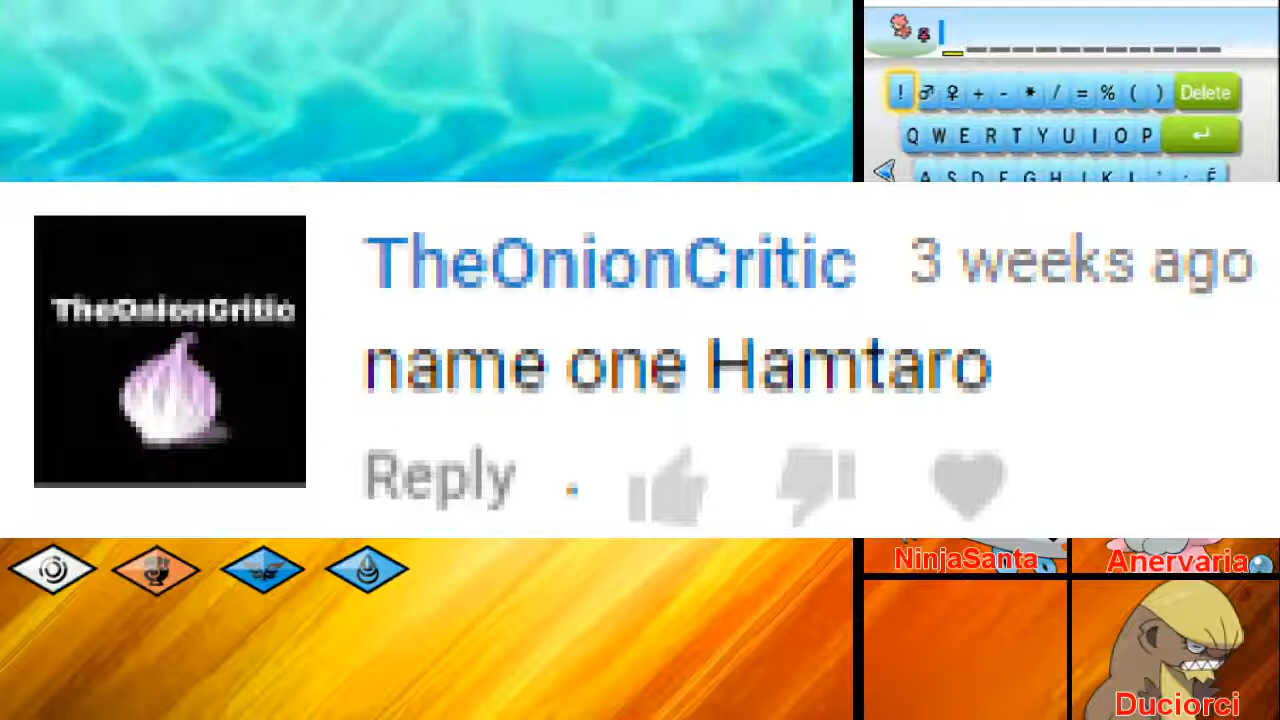 ! ♂ ♀ + - * / = % ( ) Delete
Q W E R T Y U I O P
A S D F G H J K L
TheOnionCritic 3 weeks ago
TheOnionCritic
name one Hamtaro
Reply
NinjaSanta
Anervaria
Duciorci